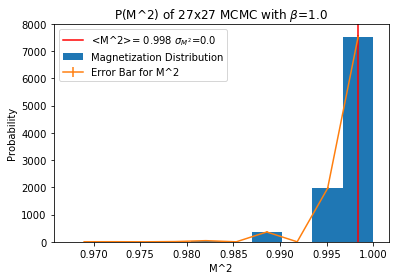 P(M^2) of 27x27 MCMC with β=1.0
<M^2>= 0.998 σ_{M²}=0.0
Magnetization Distribution
Error Bar for M^2
Probability
8000
7000
6000
5000
4000
3000
2000
1000
0
0.970 0.975 0.980 0.985 0.990 0.995 1.000
M^2